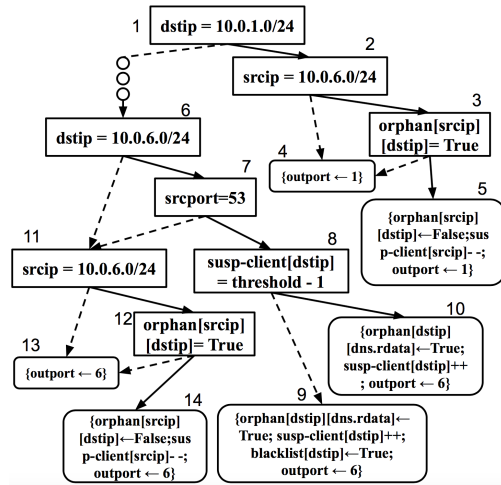 1
dstip = 10.0.1.0/24
2
srcip = 10.0.6.0/24
3
orphan[srcip]
[dstip]= True
4
{outport ← 1}
5
{orphan[srcip]
[dstip]←False;sus
p-client[srcip]- -;
outport ← 1}
6
dstip = 10.0.6.0/24
7
srcport=53
8
susp-client[dstip]
= threshold - 1
11
srcip = 10.0.6.0/24
12
orphan[srcip]
[dstip]= True
10
{orphan[dstip]
[dns.rdata]←True;
susp-client[dstip]++
; outport ← 6}
13
{outport ← 6}
14
{orphan[srcip]
[dstip]←False;sus
p-client[srcip]- -;
outport ← 6}
9
{orphan[dstip][dns.rdata]←
True; susp-client[dstip]++;
blacklist[dstip]←True;
outport ← 6}